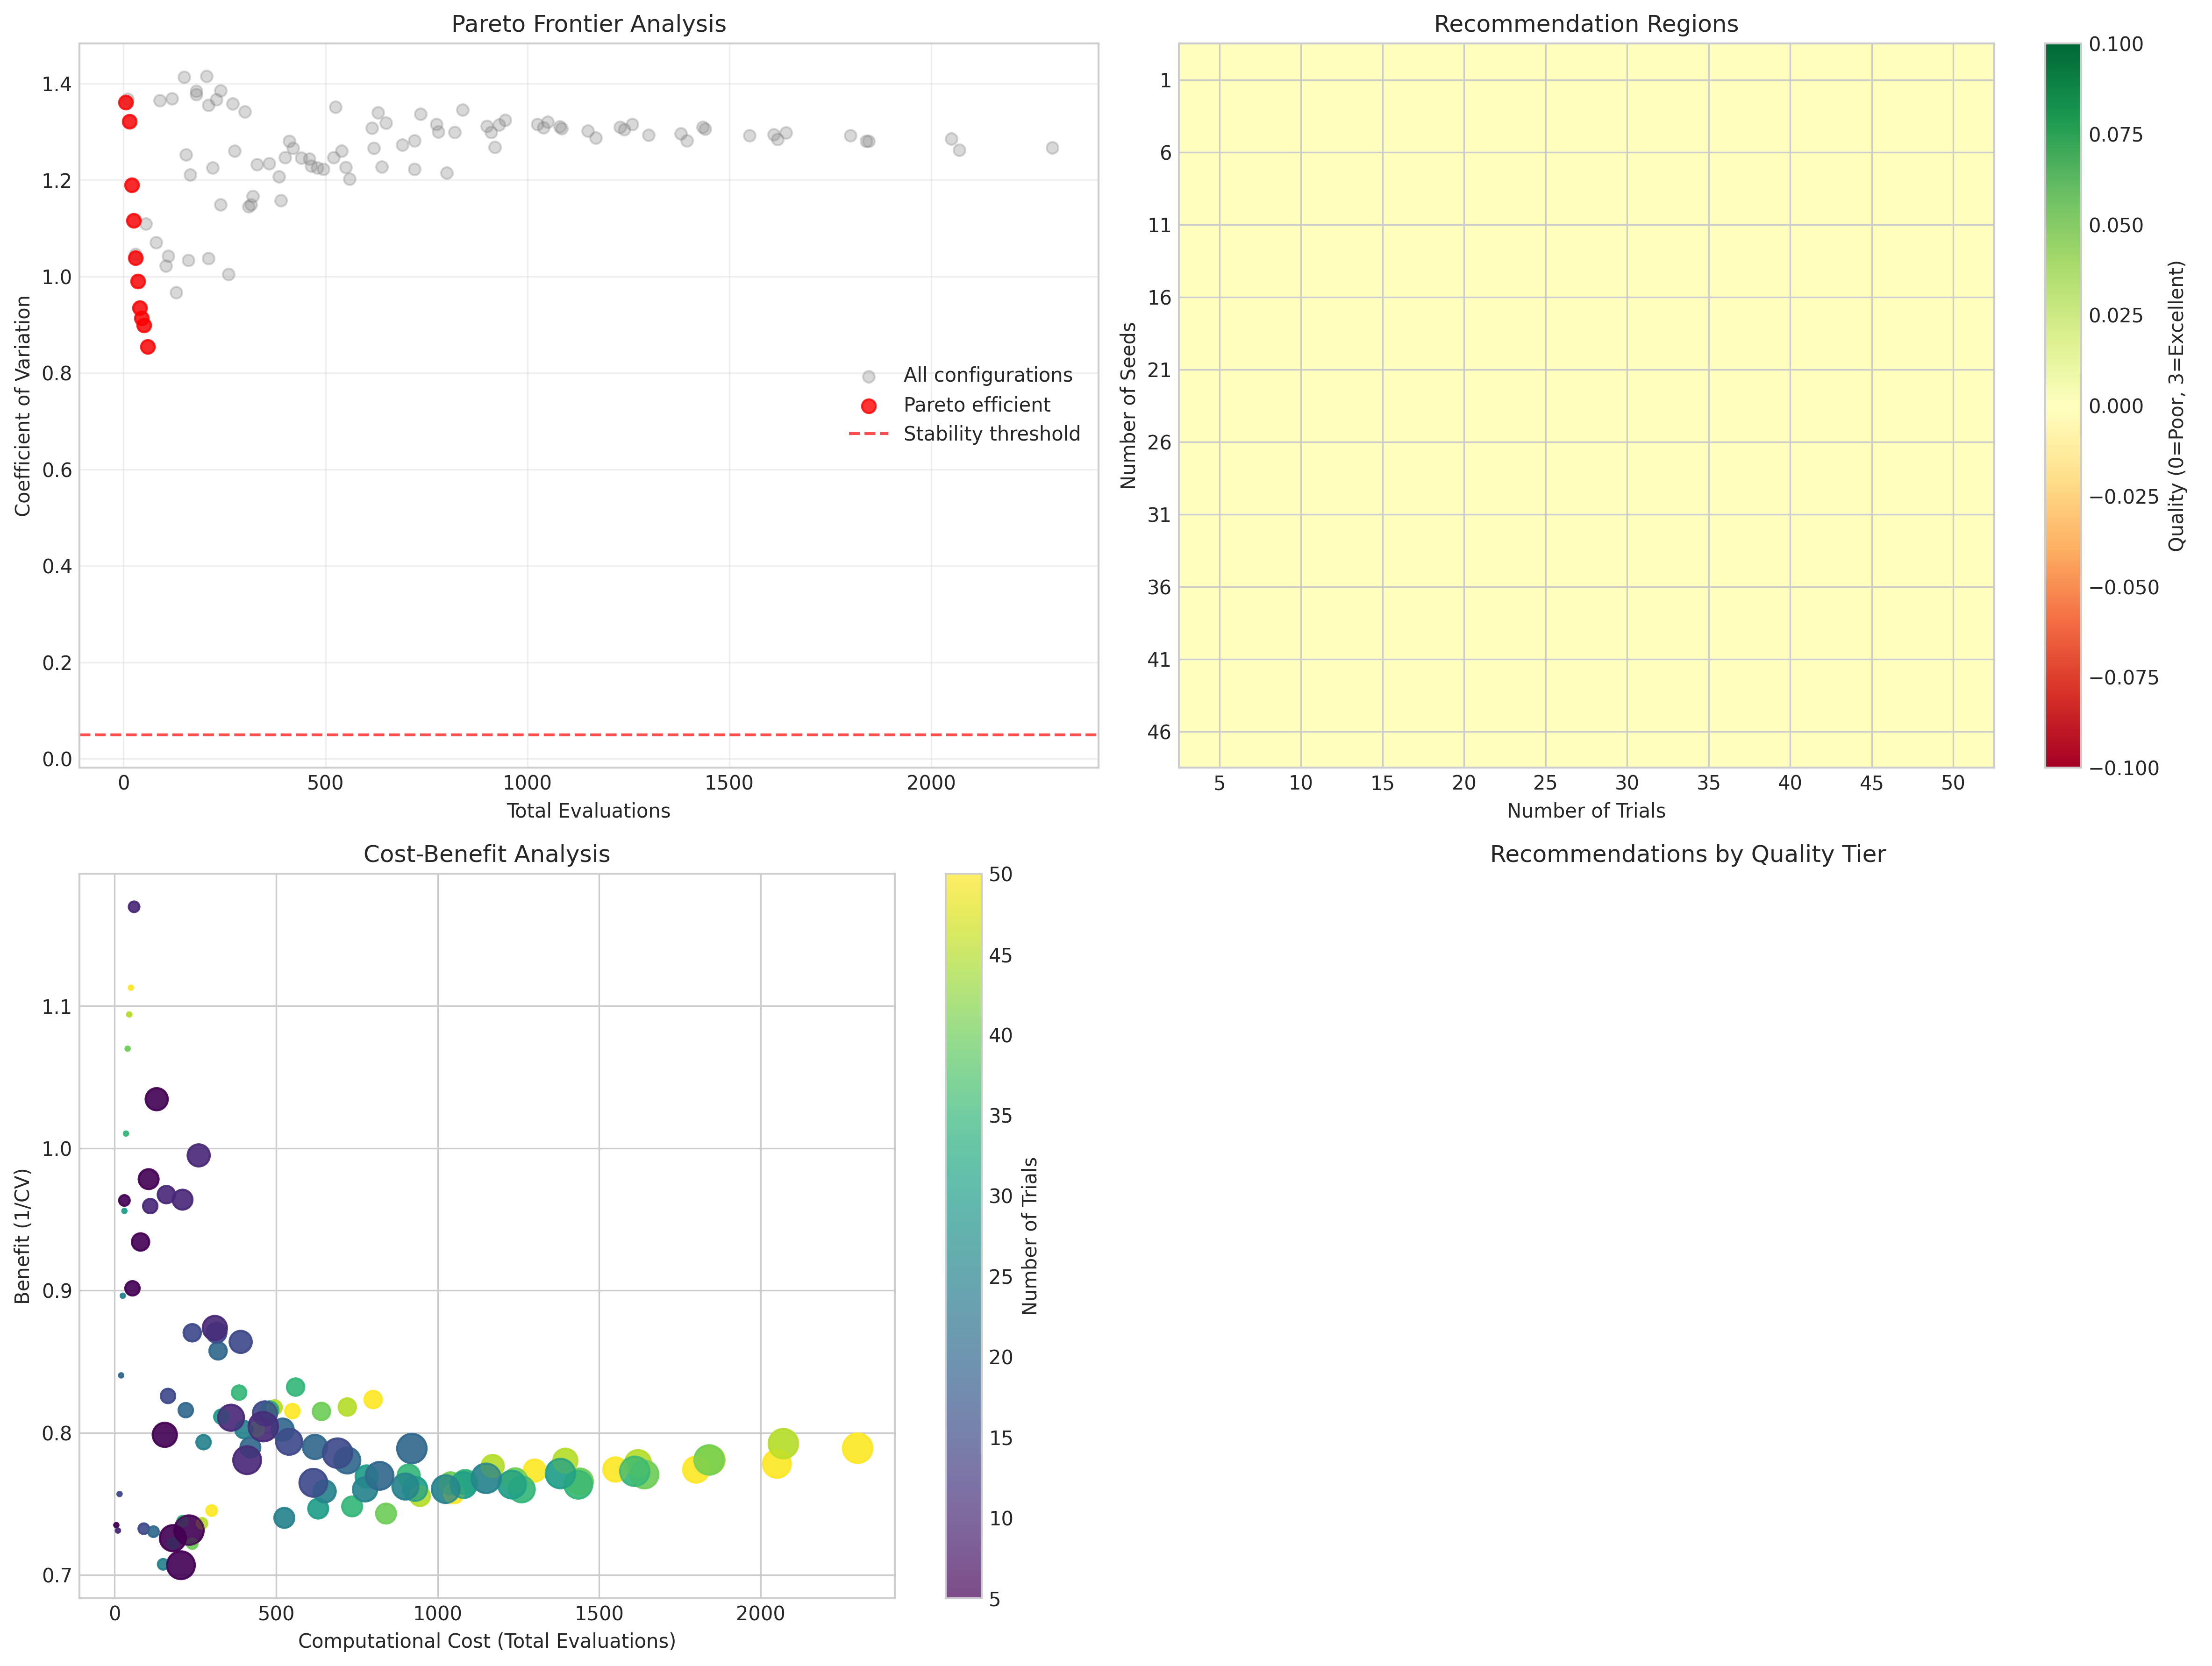 Pareto Frontier Analysis
Coefficient of Variation
1.4
1.2
1.0
0.8
0.6
0.4
0.2
0.0
All configurations
Pareto efficient
Stability threshold
0 500 1000 1500 2000
Total Evaluations
Recommendation Regions
Number of Seeds
1
6
11
16
21
26
31
36
41
46
5 10 15 20 25 30 35 40 45 50
Number of Trials
0.100
0.075
0.050
0.025
0.000
−0.025
−0.050
−0.075
−0.100
Quality (0=Poor, 3=Excellent)
Cost-Benefit Analysis
Benefit (1/CV)
1.1
1.0
0.9
0.8
0.7
0 500 1000 1500 2000
Computational Cost (Total Evaluations)
50
45
40
35
30
25
20
15
10
5
Number of Trials
Recommendations by Quality Tier